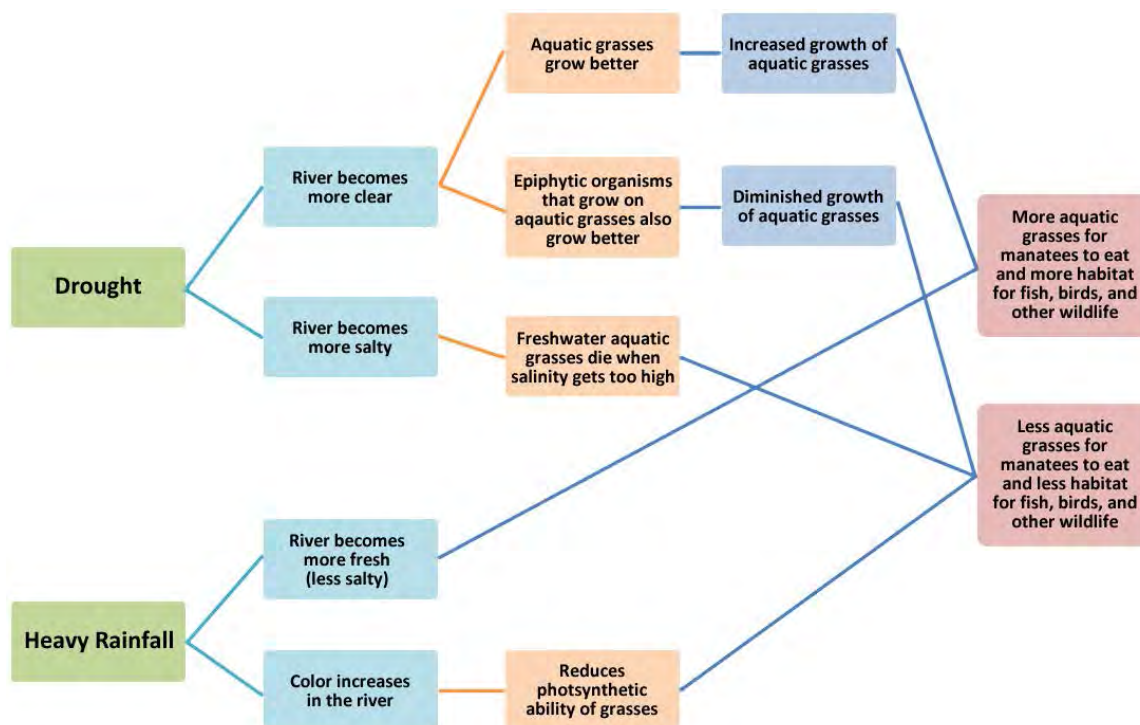 Aquatic grasses
grow better
Increased growth of
aquatic grasses
River becomes
more clear
Epiphytic organisms
that grow on
aqautic grasses also
grow better
Diminished growth
of aquatic grasses
More aquatic
grasses for
manatees to eat
and more habitat
for fish, birds, and
other wildlife
Drought
River becomes
more salty
Freshwater aquatic
grasses die when
salinity gets too high
Less aquatic
grasses for
manatees to eat
and less habitat
for fish, birds, and
other wildlife
River becomes
more fresh
(less salty)
Heavy Rainfall
Color increases
in the river
Reduces
photsynthetic
ability of grasses